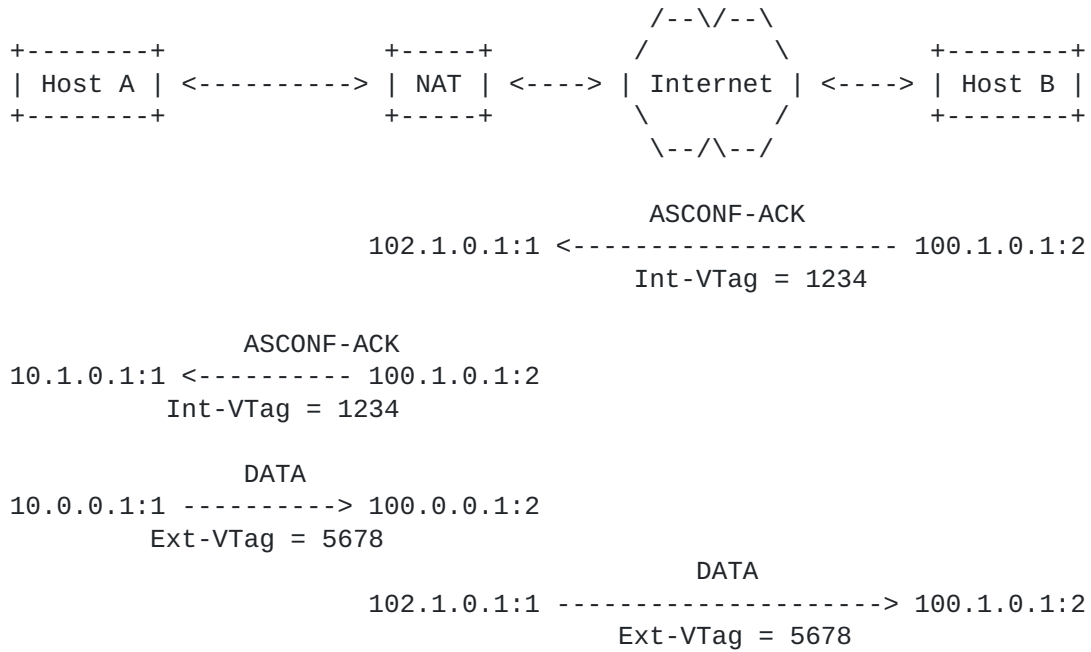 /--\/--\
+--------+              +-----+         /        \         +--------+
| Host A | <----------> | NAT | <----> | Internet | <----> | Host B |
+--------+              +-----+         \        /         +--------+
                                          \--/\--/
                                         ASCONF-ACK
                       102.1.0.1:1 <--------------------- 100.1.0.1:2
                                        Int-VTag = 1234
               ASCONF-ACK
10.1.0.1:1 <---------- 100.1.0.1:2
          Int-VTag = 1234
               DATA
10.0.0.1:1 ----------> 100.0.0.1:2
         Ext-VTag = 5678
                                            DATA
                       102.1.0.1:1 ---------------------> 100.1.0.1:2
                                       Ext-VTag = 5678